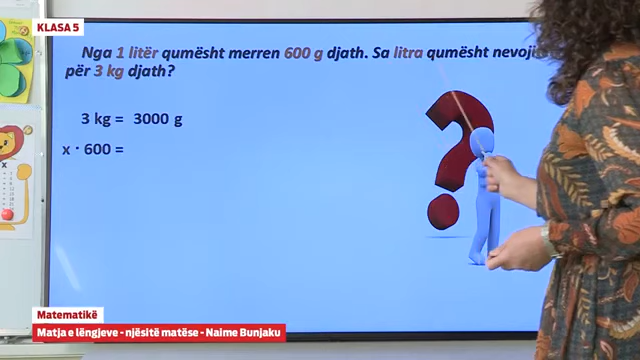 KLASA 5
Nga 1 litër qumësht merren 600 g djath. Sa litra qumësht
për 3 kg djath?
3 kg = 3000 g
x · 600 =
Matematikë
Matja e lëngjeve - njësitë matëse - Naime Bunjaku